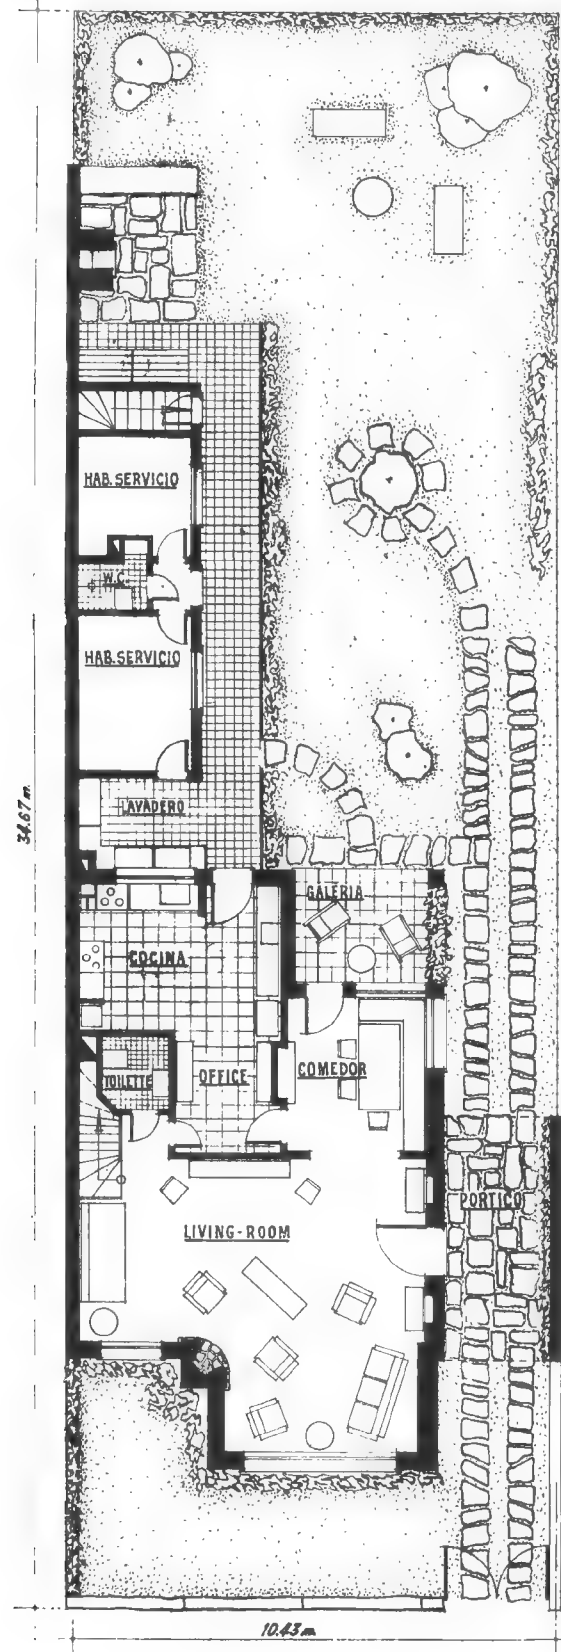 HAB. SERVICIO
W.C.
HAB. SERVICIO
LAVADERO
34.67 m.
GALERIA
COCINA
TOILETTE
OFFICE
COMEDOR
PORTICO
LIVING-ROOM
10.43 m.